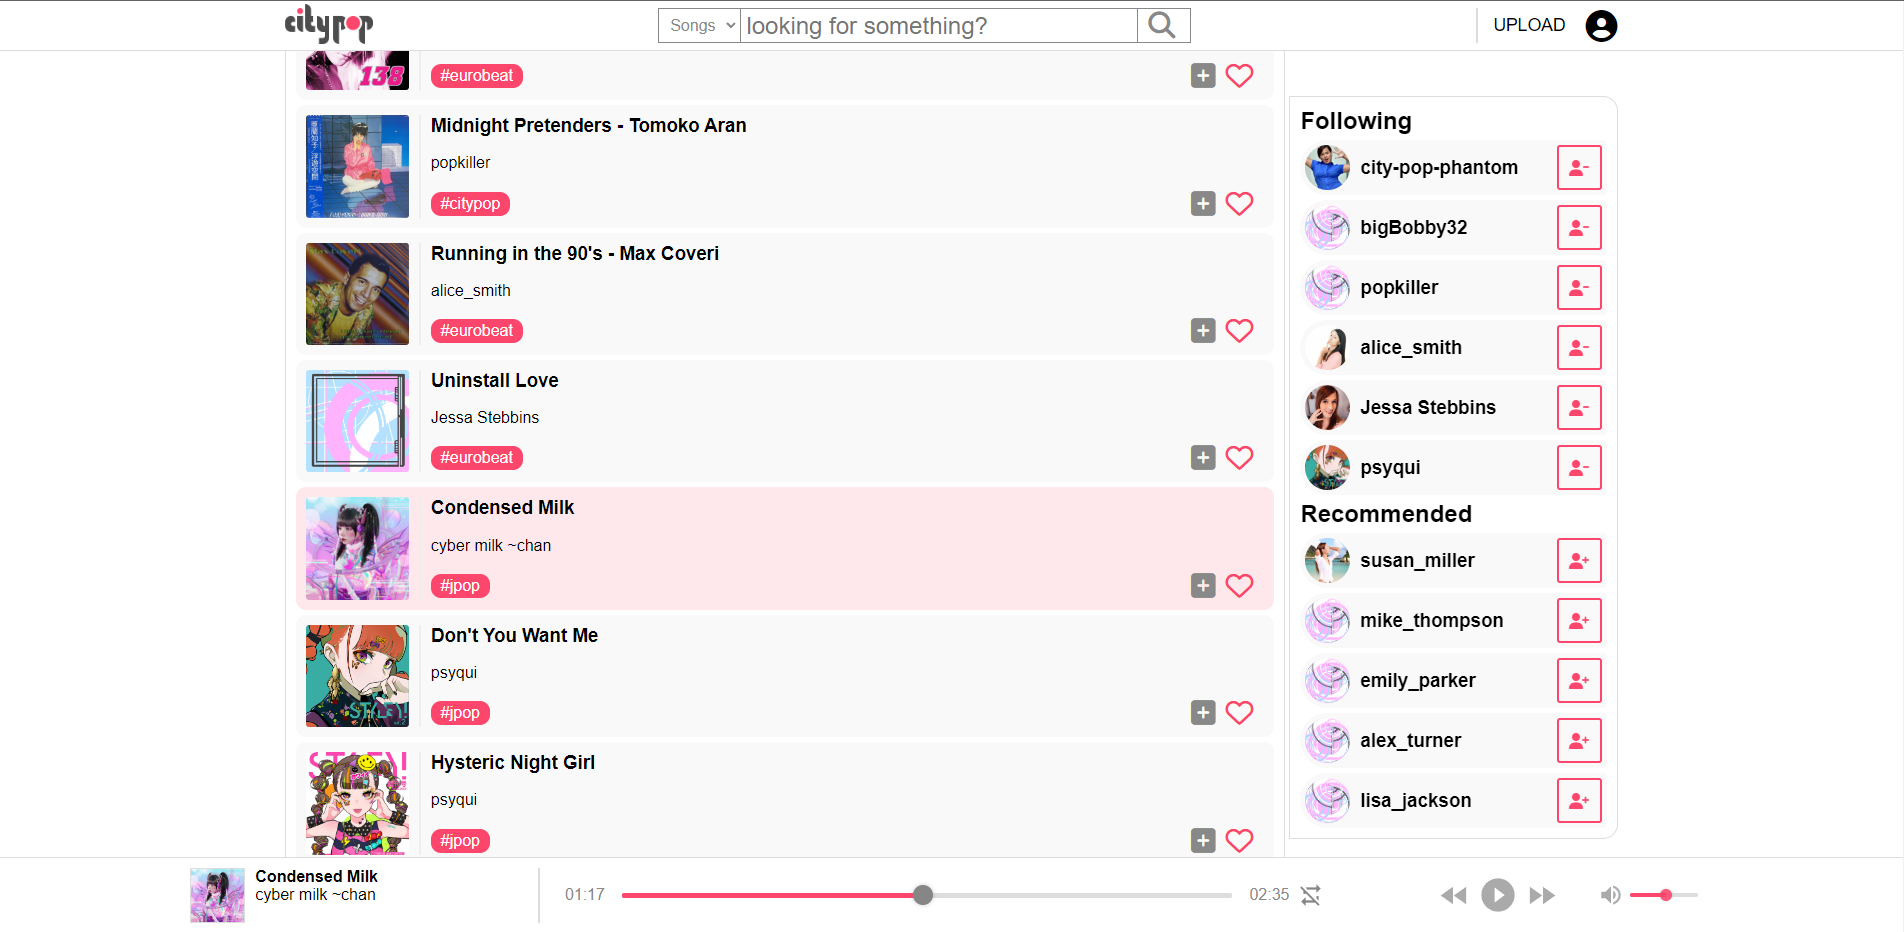 citypop
Songs
looking for something?
UPLOAD
138
#eurobeat
Midnight Pretenders - Tomoko Aran
popkiller
#citypop
Running in the 90's - Max Coveri
alice_smith
#eurobeat
Uninstall Love
Jessa Stebbins
#eurobeat
Condensed Milk
cyber milk ~chan
#jpop
Don't You Want Me
psyqui
#jpop
Hysteric Night Girl
psyqui
#jpop
Following
city-pop-phantom
bigBobby32
popkiller
alice_smith
Jessa Stebbins
psyqui
Recommended
susan_miller
mike_thompson
emily_parker
alex_turner
lisa_jackson
Condensed Milk
cyber milk ~chan
01:17
02:35